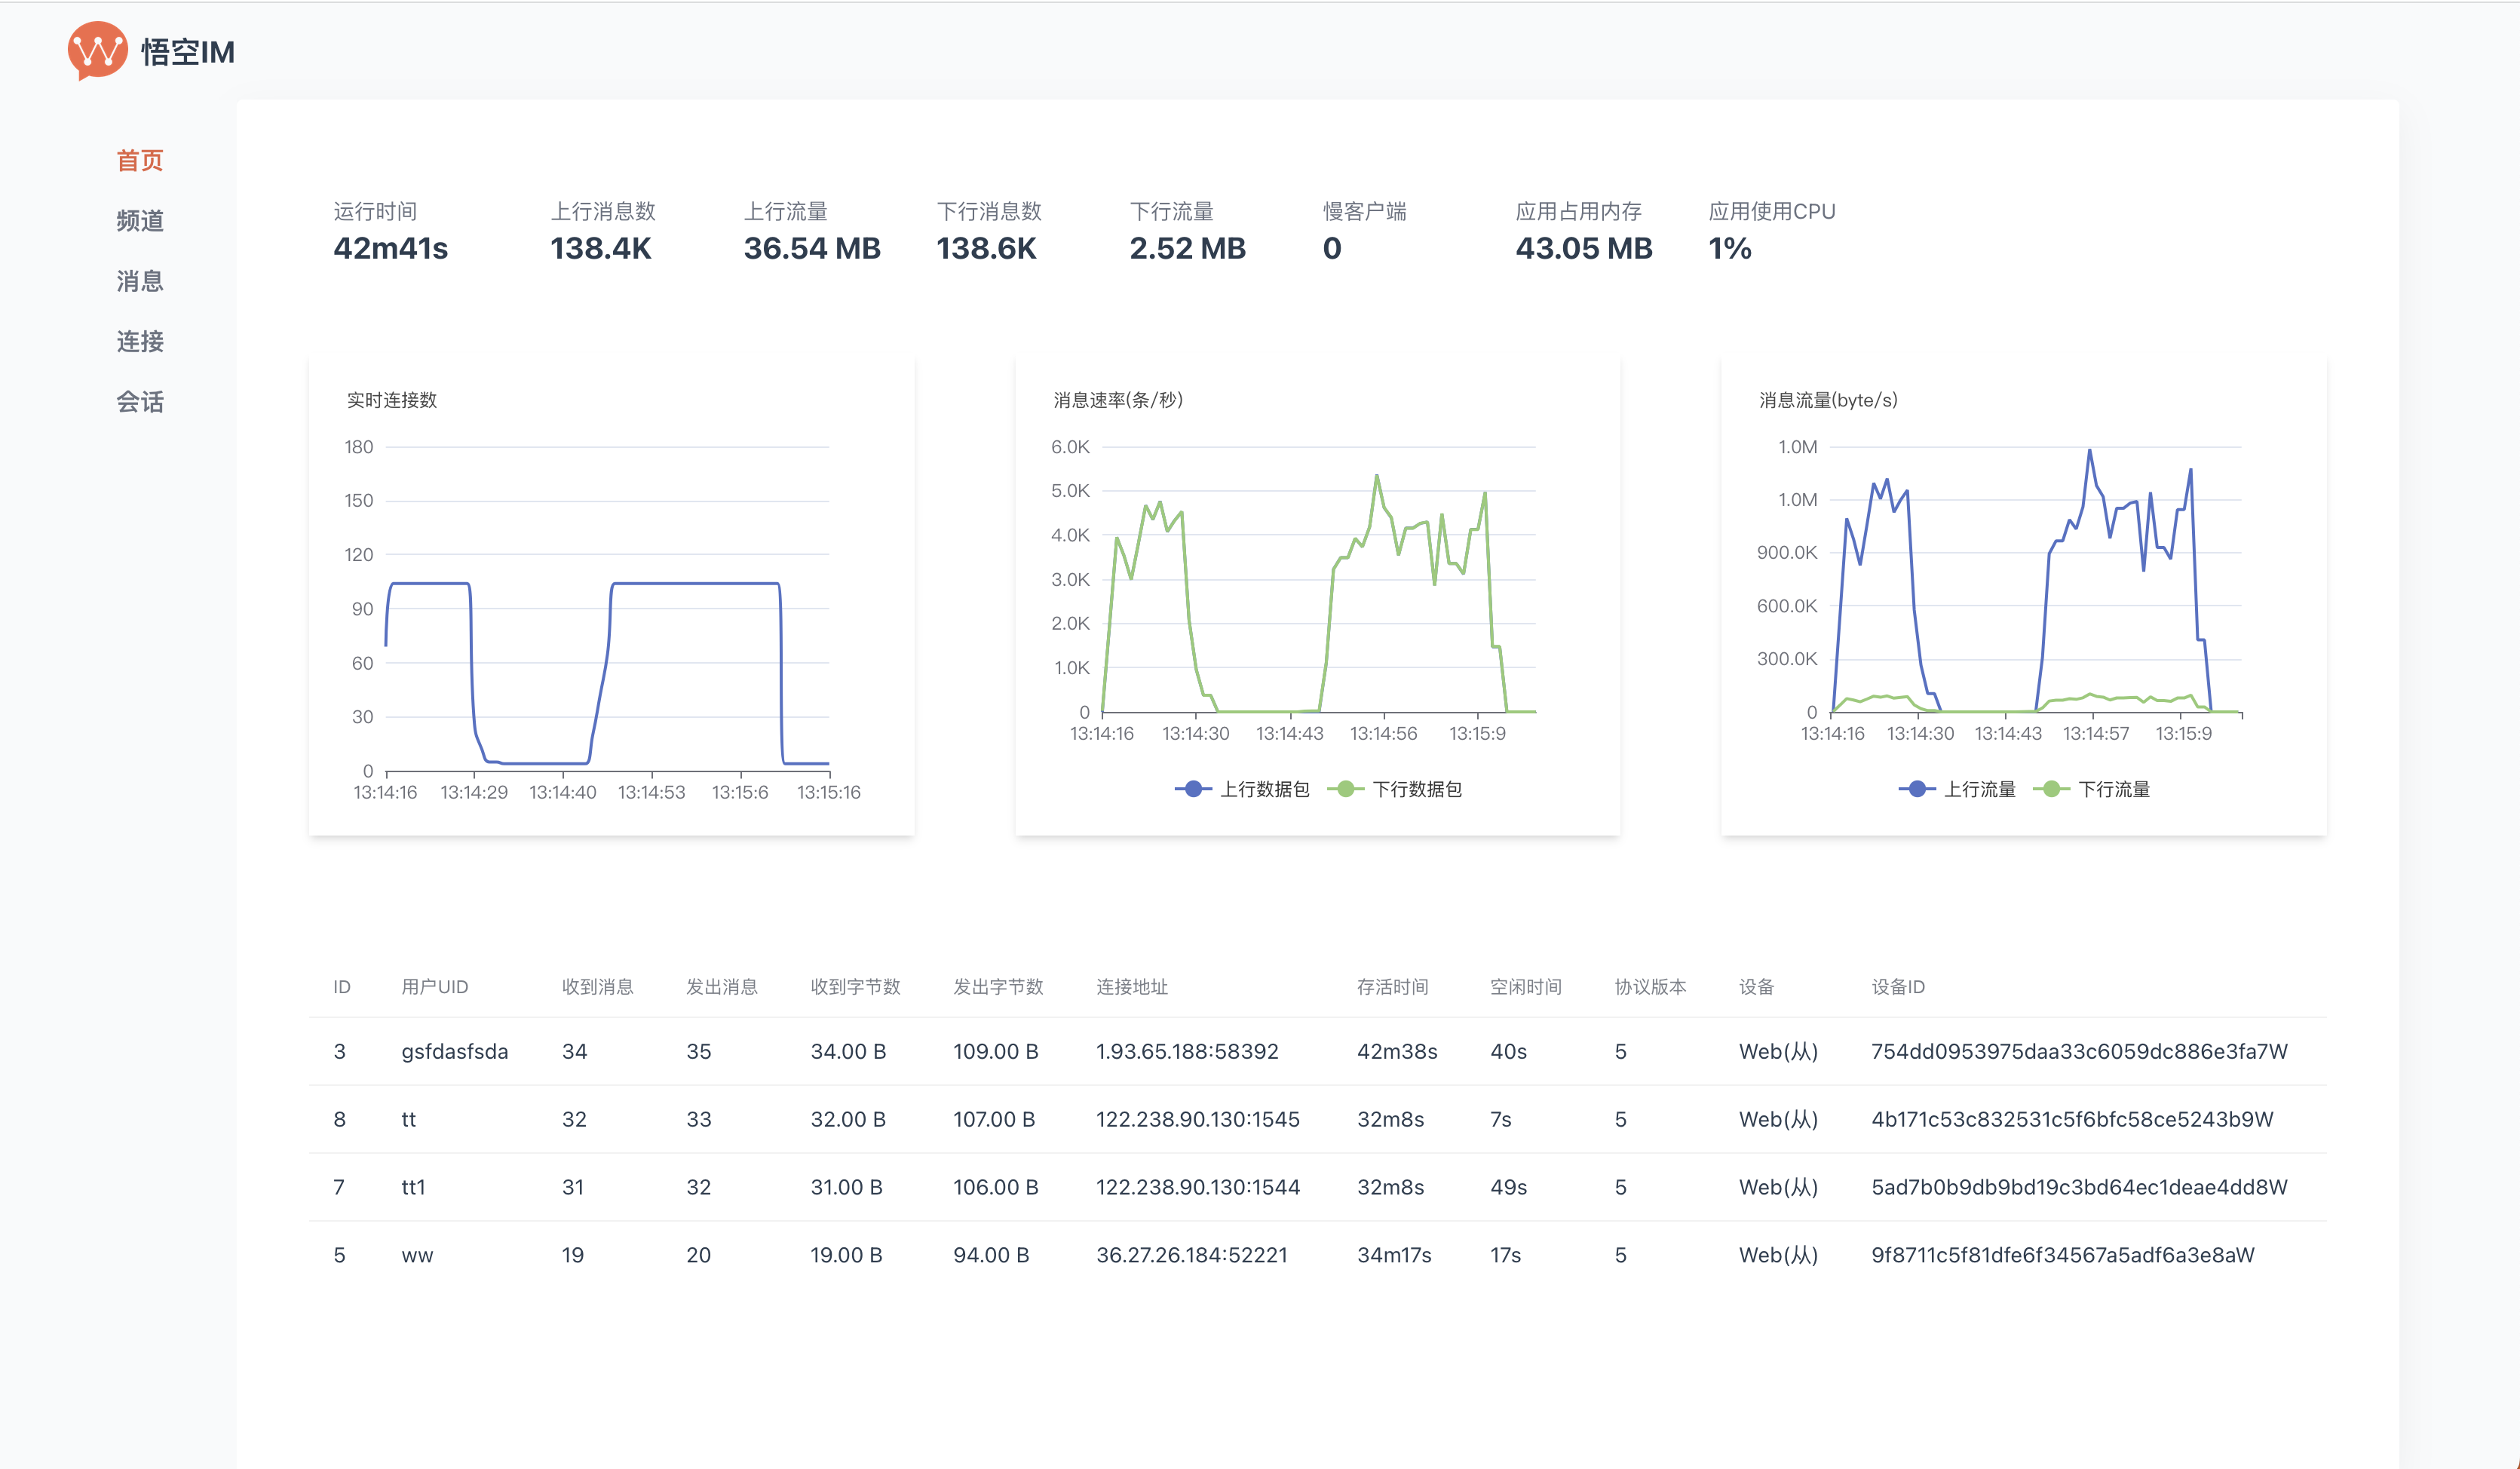 悟空IM
首页
频道
消息
连接
会话
运行时间 上行消息数 上行流量 下行消息数 下行流量 慢客户端 应用占用内存 应用使用CPU
42m41s 138.4K 36.54 MB 138.6K 2.52 MB 0 43.05 MB 1%
实时连接数
180
150
120
90
60
30
0
13:14:16 13:14:29 13:14:40 13:14:53 13:15:6 13:15:16
消息速率(条/秒)
6.0K
5.0K
4.0K
3.0K
2.0K
1.0K
0
13:14:16 13:14:30 13:14:43 13:14:56 13:15:9
上行数据包 下行数据包
消息流量(byte/s)
1.0M
1.0M
900.0K
600.0K
300.0K
0
13:14:16 13:14:30 13:14:43 13:14:57 13:15:9
上行流量 下行流量
ID 用户UID 收到消息 发出消息 收到字节数 发出字节数 连接地址 存活时间 空闲时间 协议版本 设备 设备ID
3 gsfdasfsda 34 35 34.00 B 109.00 B 1.93.65.188:58392 42m38s 40s 5 Web(从) 754dd0953975daa33c6059dc886e3fa7W
8 tt 32 33 32.00 B 107.00 B 122.238.90.130:1545 32m8s 7s 5 Web(从) 4b171c53c832531c5f6bfc58ce5243b9W
7 tt1 31 32 31.00 B 106.00 B 122.238.90.130:1544 32m8s 49s 5 Web(从) 5ad7b0b9db9bd19c3bd64ec1deae4dd8W
5 ww 19 20 19.00 B 94.00 B 36.27.26.184:52221 34m17s 17s 5 Web(从) 9f8711c5f81dfe6f34567a5adf6a3e8aW